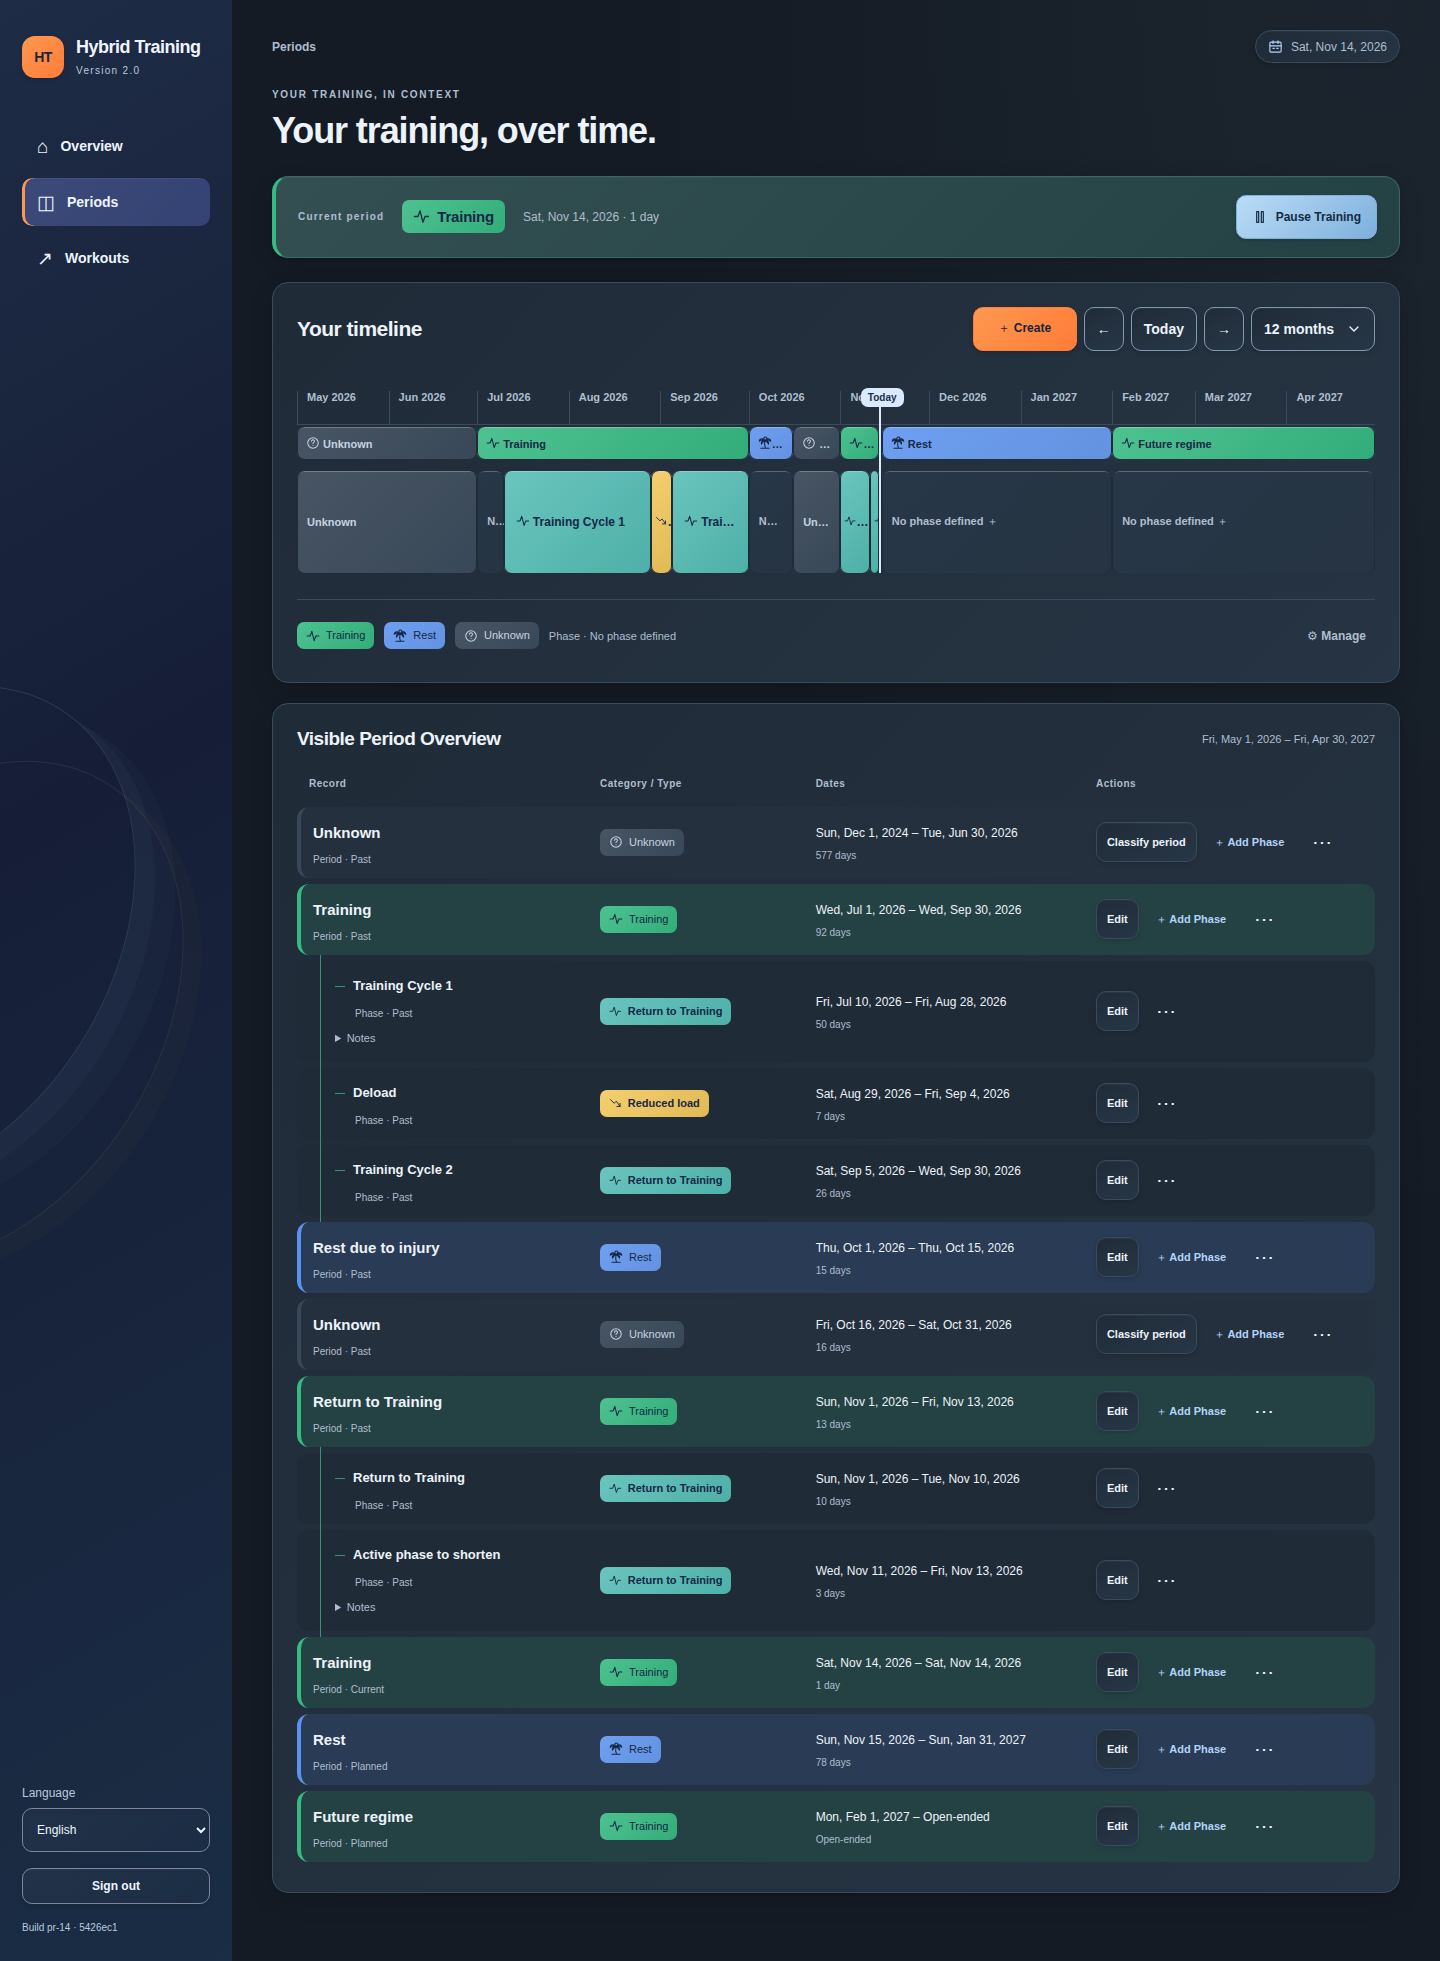 HT
Hybrid Training
Version 2.0
Overview
Periods
Workouts
Language
English
Sign out
Build pr-14 · 5426ec1
Periods
Sat, Nov 14, 2026
YOUR TRAINING, IN CONTEXT
Your training, over time.
Current period
Training
Sat, Nov 14, 2026 · 1 day
Pause Training
Your timeline
+ Create
←
Today
→
12 months
May 2026
Jun 2026
Jul 2026
Aug 2026
Sep 2026
Oct 2026
Today
Dec 2026
Jan 2027
Feb 2027
Mar 2027
Apr 2027
Unknown
Training
...
...
...
Rest
Future regime
Unknown
N...
Training Cycle 1
Trai...
N...
Un...
...
No phase defined +
No phase defined +
Training
Rest
Unknown
Phase · No phase defined
⚙ Manage
Visible Period Overview
Fri, May 1, 2026 – Fri, Apr 30, 2027
Record Category / Type Dates Actions
Unknown
Period · Past
Unknown
Sun, Dec 1, 2024 – Tue, Jun 30, 2026
577 days
Classify period + Add Phase ···
Training
Period · Past
Training
Wed, Jul 1, 2026 – Wed, Sep 30, 2026
92 days
Edit + Add Phase ···
— Training Cycle 1
Phase · Past
▶ Notes
Return to Training
Fri, Jul 10, 2026 – Fri, Aug 28, 2026
50 days
Edit ···
— Deload
Phase · Past
Reduced load
Sat, Aug 29, 2026 – Fri, Sep 4, 2026
7 days
Edit ···
— Training Cycle 2
Phase · Past
Return to Training
Sat, Sep 5, 2026 – Wed, Sep 30, 2026
26 days
Edit ···
Rest due to injury
Period · Past
Rest
Thu, Oct 1, 2026 – Thu, Oct 15, 2026
15 days
Edit + Add Phase ···
Unknown
Period · Past
Unknown
Fri, Oct 16, 2026 – Sat, Oct 31, 2026
16 days
Classify period + Add Phase ···
Return to Training
Period · Past
Training
Sun, Nov 1, 2026 – Fri, Nov 13, 2026
13 days
Edit + Add Phase ···
— Return to Training
Phase · Past
Return to Training
Sun, Nov 1, 2026 – Tue, Nov 10, 2026
10 days
Edit ···
— Active phase to shorten
Phase · Past
▶ Notes
Return to Training
Wed, Nov 11, 2026 – Fri, Nov 13, 2026
3 days
Edit ···
Training
Period · Current
Training
Sat, Nov 14, 2026 – Sat, Nov 14, 2026
1 day
Edit + Add Phase ···
Rest
Period · Planned
Rest
Sun, Nov 15, 2026 – Sun, Jan 31, 2027
78 days
Edit + Add Phase ···
Future regime
Period · Planned
Training
Mon, Feb 1, 2027 – Open-ended
Open-ended
Edit + Add Phase ···